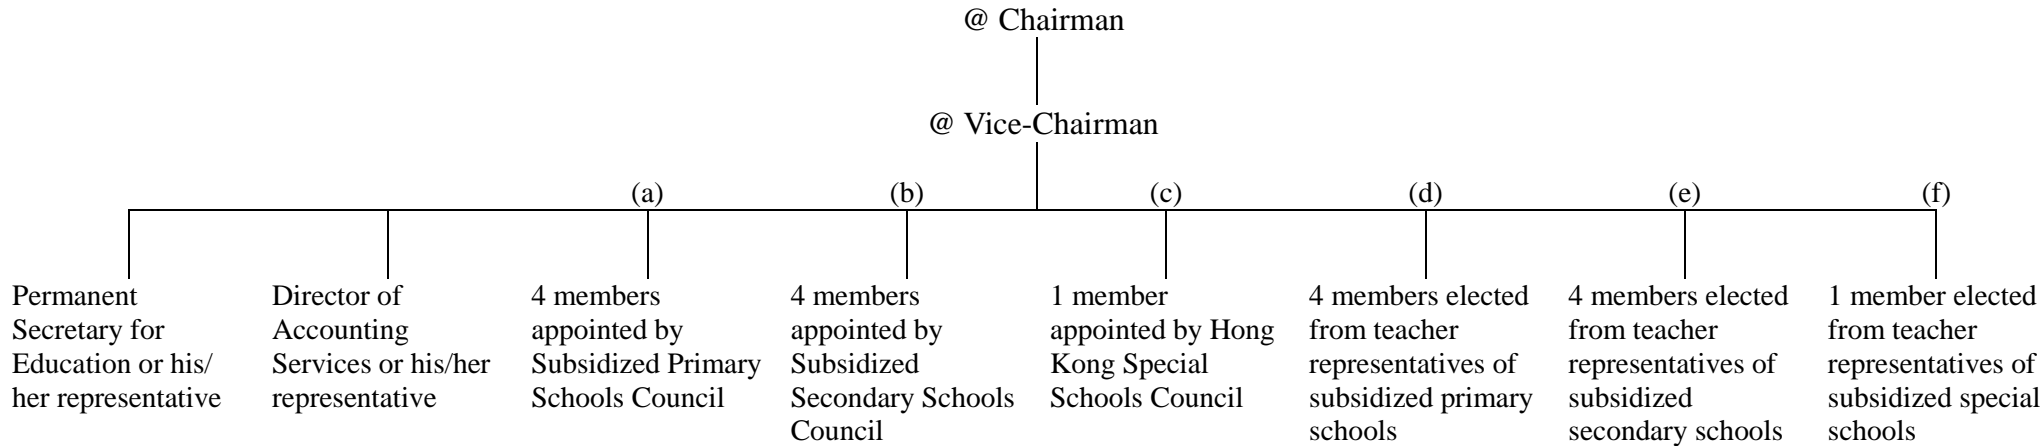 @ Chairman
@ Vice-Chairman
(a)
(b)
(c)
(d)
(e)
(f)
Permanent
Secretary for
Education or his/
her representative
Director of
Accounting
Services or his/her
representative
4 members
appointed by
Subsidized Primary
Schools Council
4 members
appointed by
Subsidized
Secondary Schools
Council
1 member
appointed by Hong
Kong Special
Schools Council
4 members elected
from teacher
representatives of
subsidized primary
schools
4 members elected
from teacher
representatives of
subsidized
secondary schools
1 member elected
from teacher
representatives of
subsidized special
schools